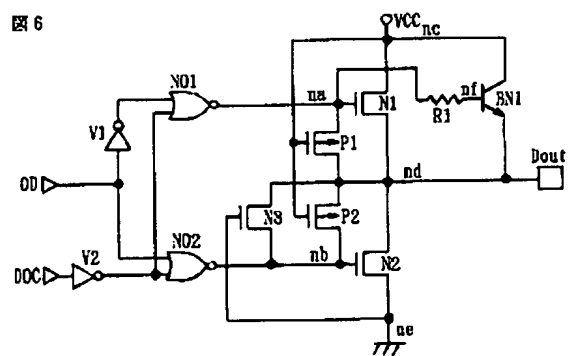 図 6
VCC
nc
NO1
na
N1
nf
BN1
R1
V1
P1
Dout
nd
OD
N3
P2
NO2
V2
nb
N2
DOC
ne